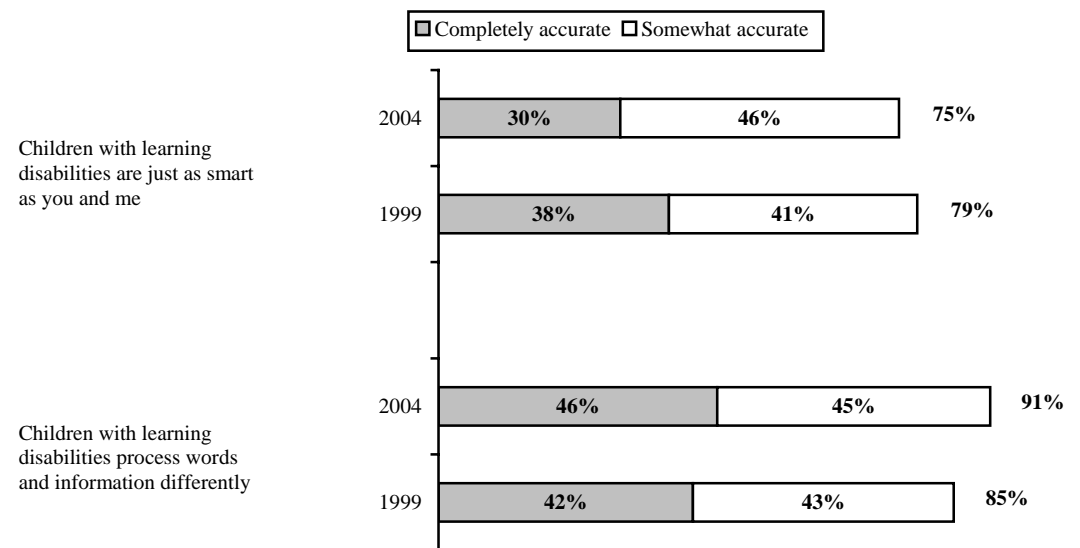 Completely accurate Somewhat accurate
Children with learning
disabilities are just as smart
as you and me
2004 30% 46% 75%
1999 38% 41% 79%
Children with learning
disabilities process words
and information differently
2004 46% 45% 91%
1999 42% 43% 85%